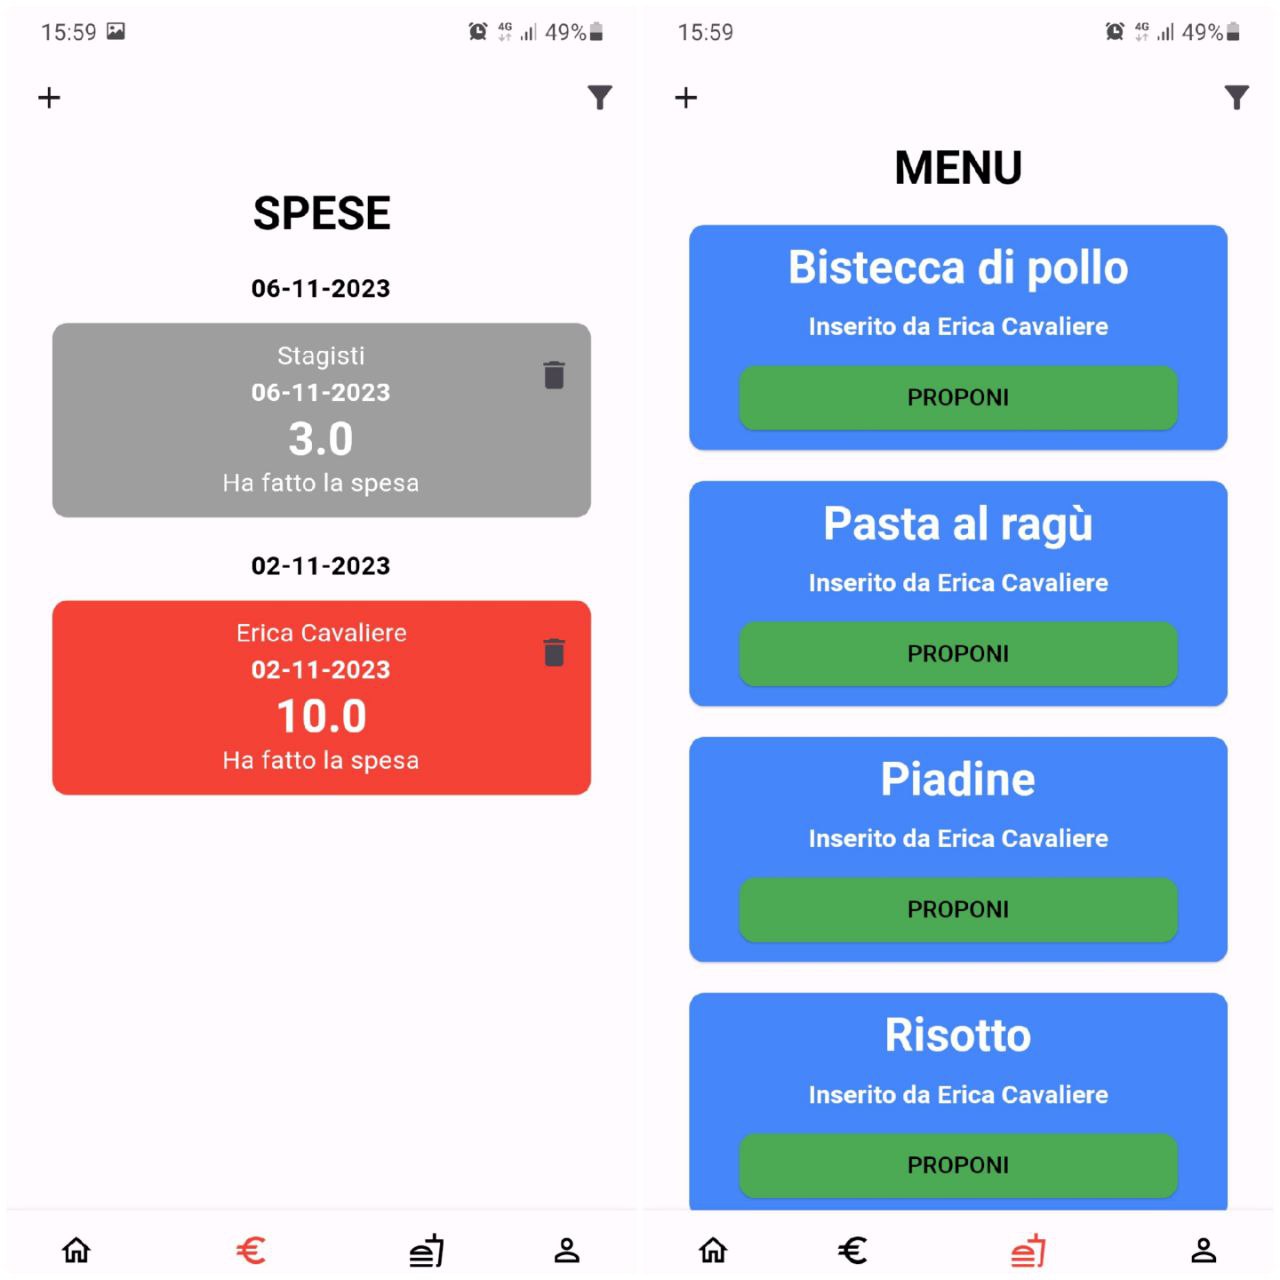 15:59
4G
49%
SPESE
06-11-2023
Stagisti
06-11-2023
3.0
Ha fatto la spesa
02-11-2023
Erica Cavaliere
02-11-2023
10.0
Ha fatto la spesa
15:59
4G
49%
MENU
Bistecca di pollo
Inserito da Erica Cavaliere
PROPONI
Pasta al ragù
Inserito da Erica Cavaliere
PROPONI
Piadine
Inserito da Erica Cavaliere
PROPONI
Risotto
Inserito da Erica Cavaliere
PROPONI